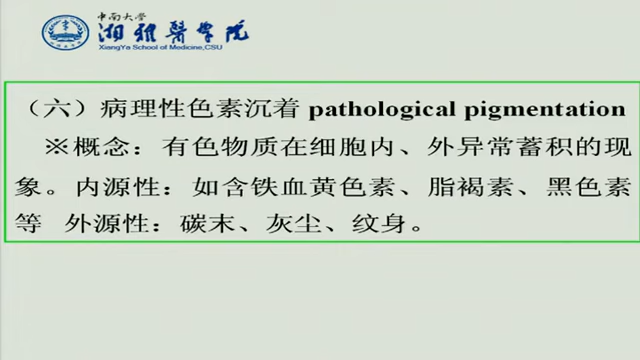 中南大学
湘雅醫学院
XiangYa School of Medicine,CSU
（六）病理性色素沉着 pathological pigmentation
※概念：有色物质在细胞内、外异常蓄积的现
象。内源性：如含铁血黄色素、脂褐素、黑色素
等 外源性：碳末、灰尘、纹身。